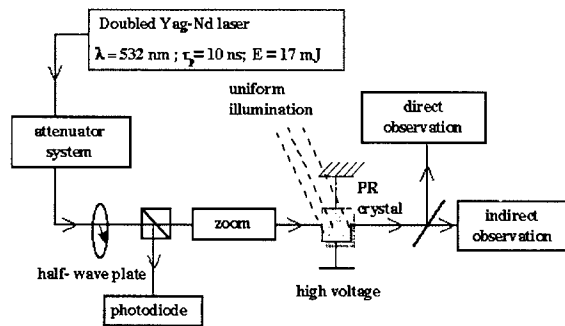 Doubled Yag-Nd laser
λ = 532 nm ; τp = 10 ns; E = 17 mJ
uniform
illumination
direct
observation
attenuator
system
PR
crystal
zoom
indirect
observation
half- wave plate
high voltage
photodiode